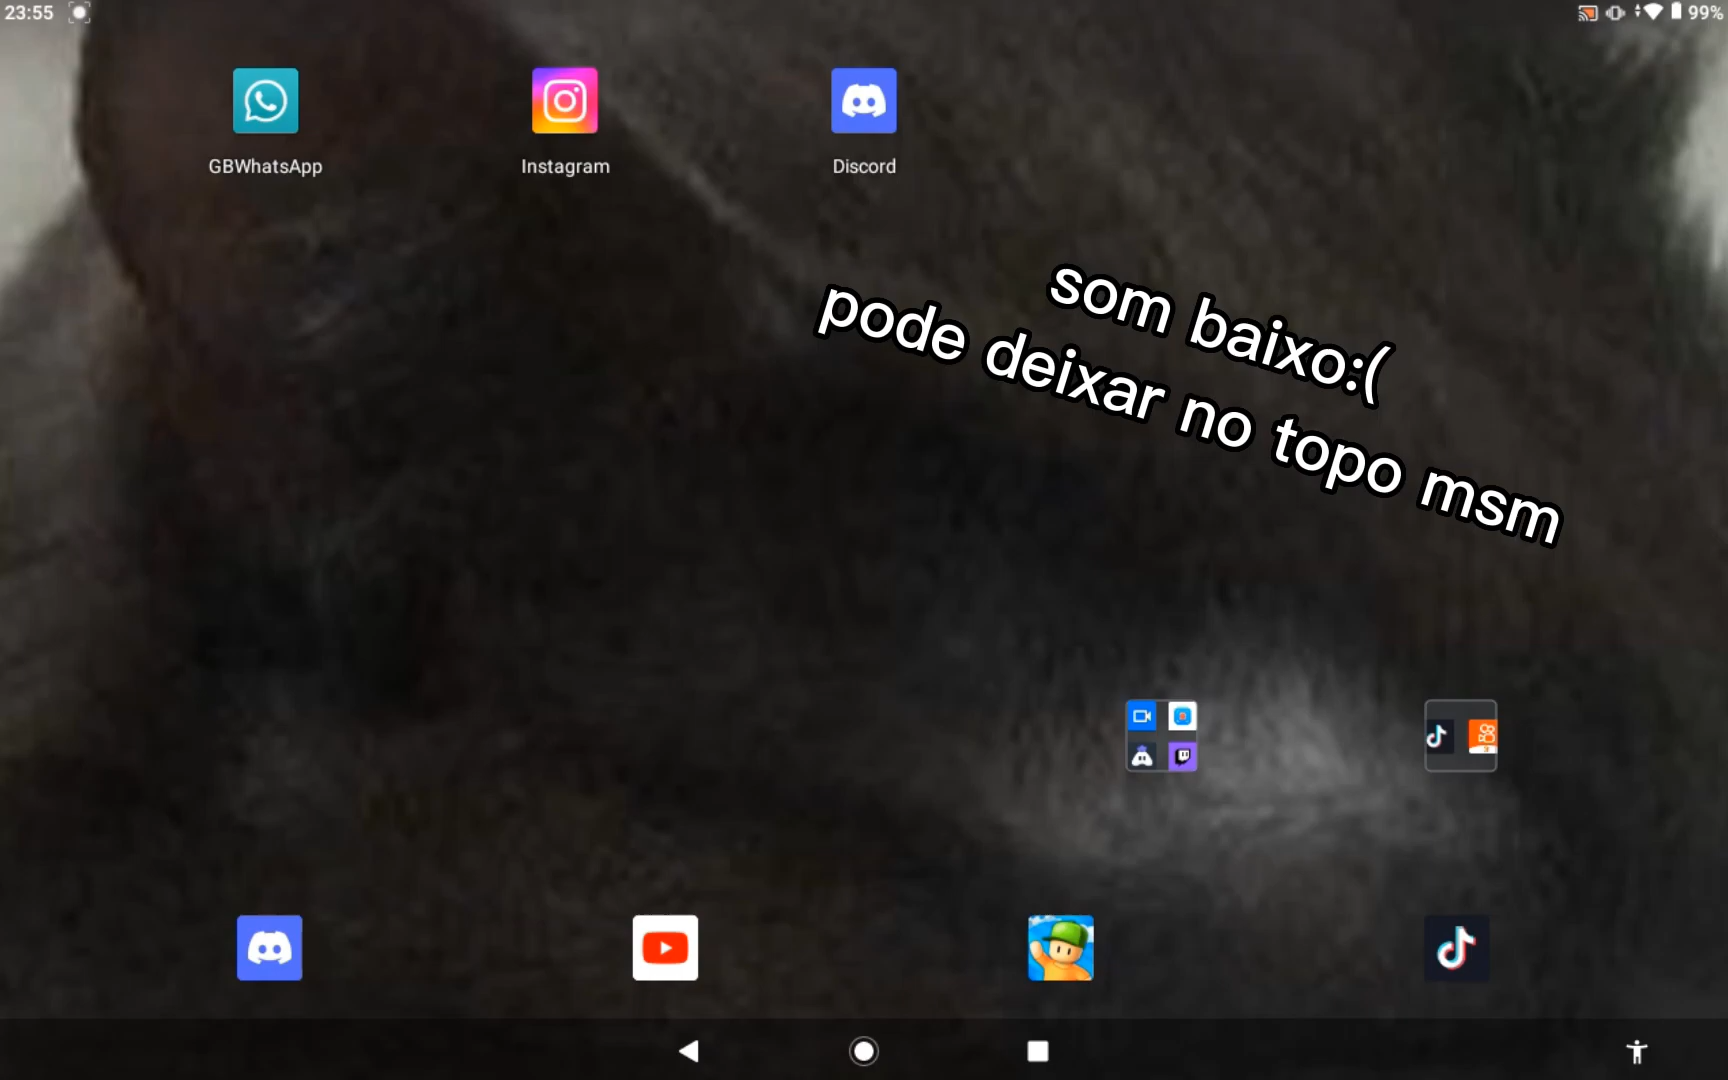 23:55
99%
GBWhatsApp
Instagram
Discord
som baixo:(
pode deixar no topo msm